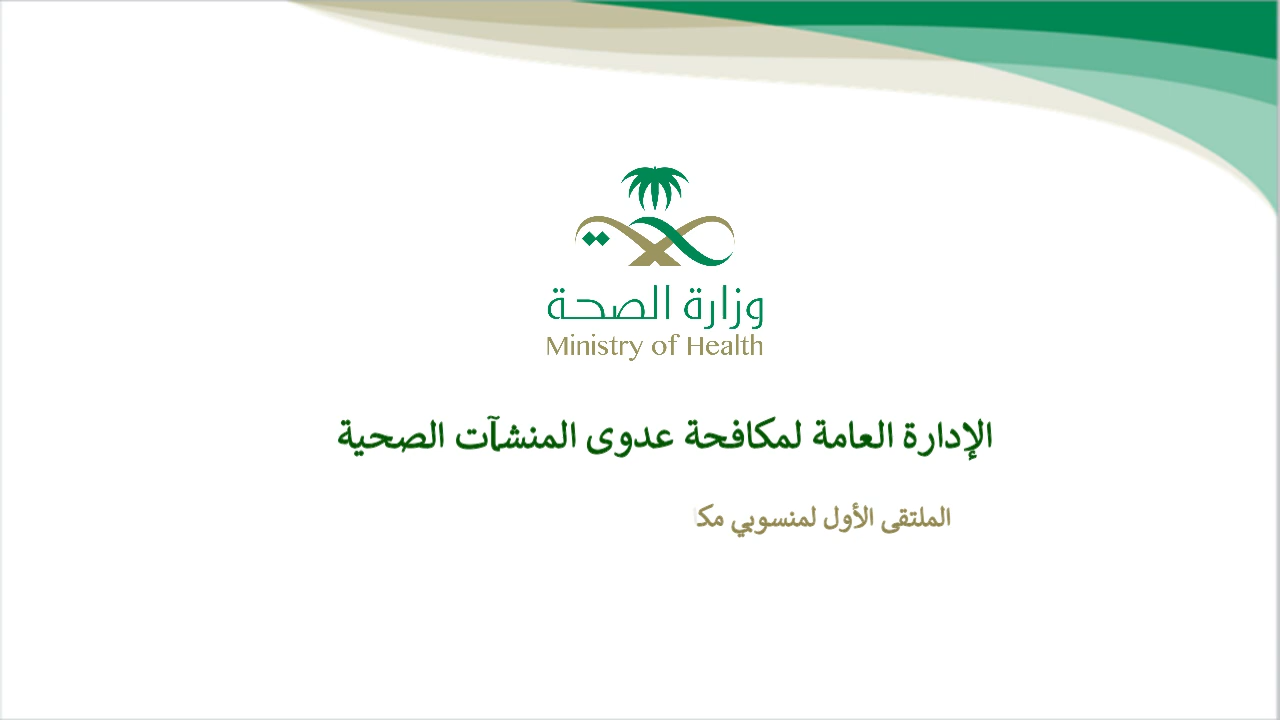 وزارة الصحة
Ministry of Health
الإدارة العامة لمكافحة عدوى المنشآت الصحية
الملتقى الأول لمنسوبي مكا